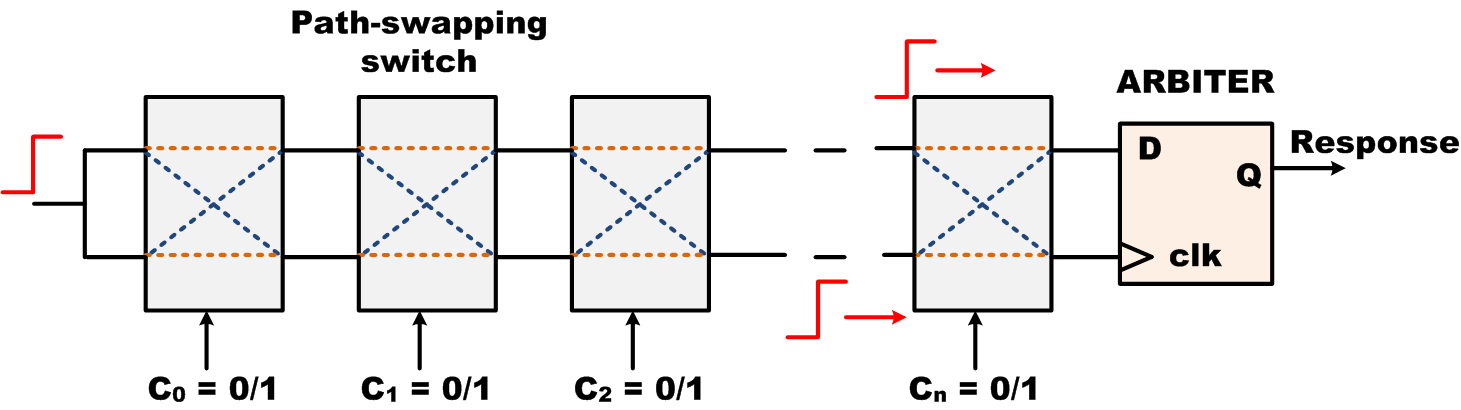 Path-swapping
switch
ARBITER
D
Response
Q
clk
C₀ = 0/1
C₁ = 0/1
C₂ = 0/1
Cₙ = 0/1